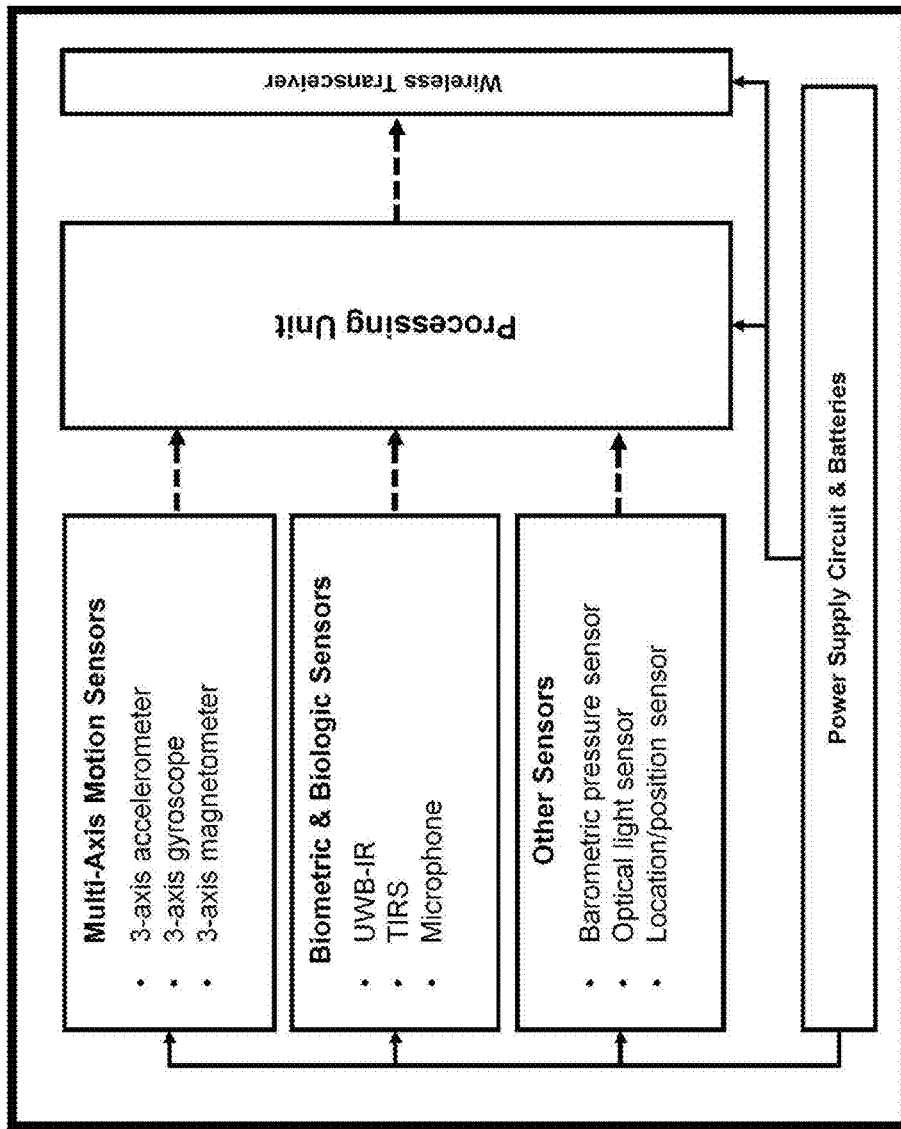 Multi-Axis Motion Sensors
• 3-axis accelerometer
• 3-axis gyroscope
• 3-axis magnetometer
Biometric & Biologic Sensors
• UWB-IR
• TIRS
• Microphone
Other Sensors
• Barometric pressure sensor
• Optical light sensor
• Location/position sensor
Processing Unit
Wireless Transceiver
Power Supply Circuit & Batteries